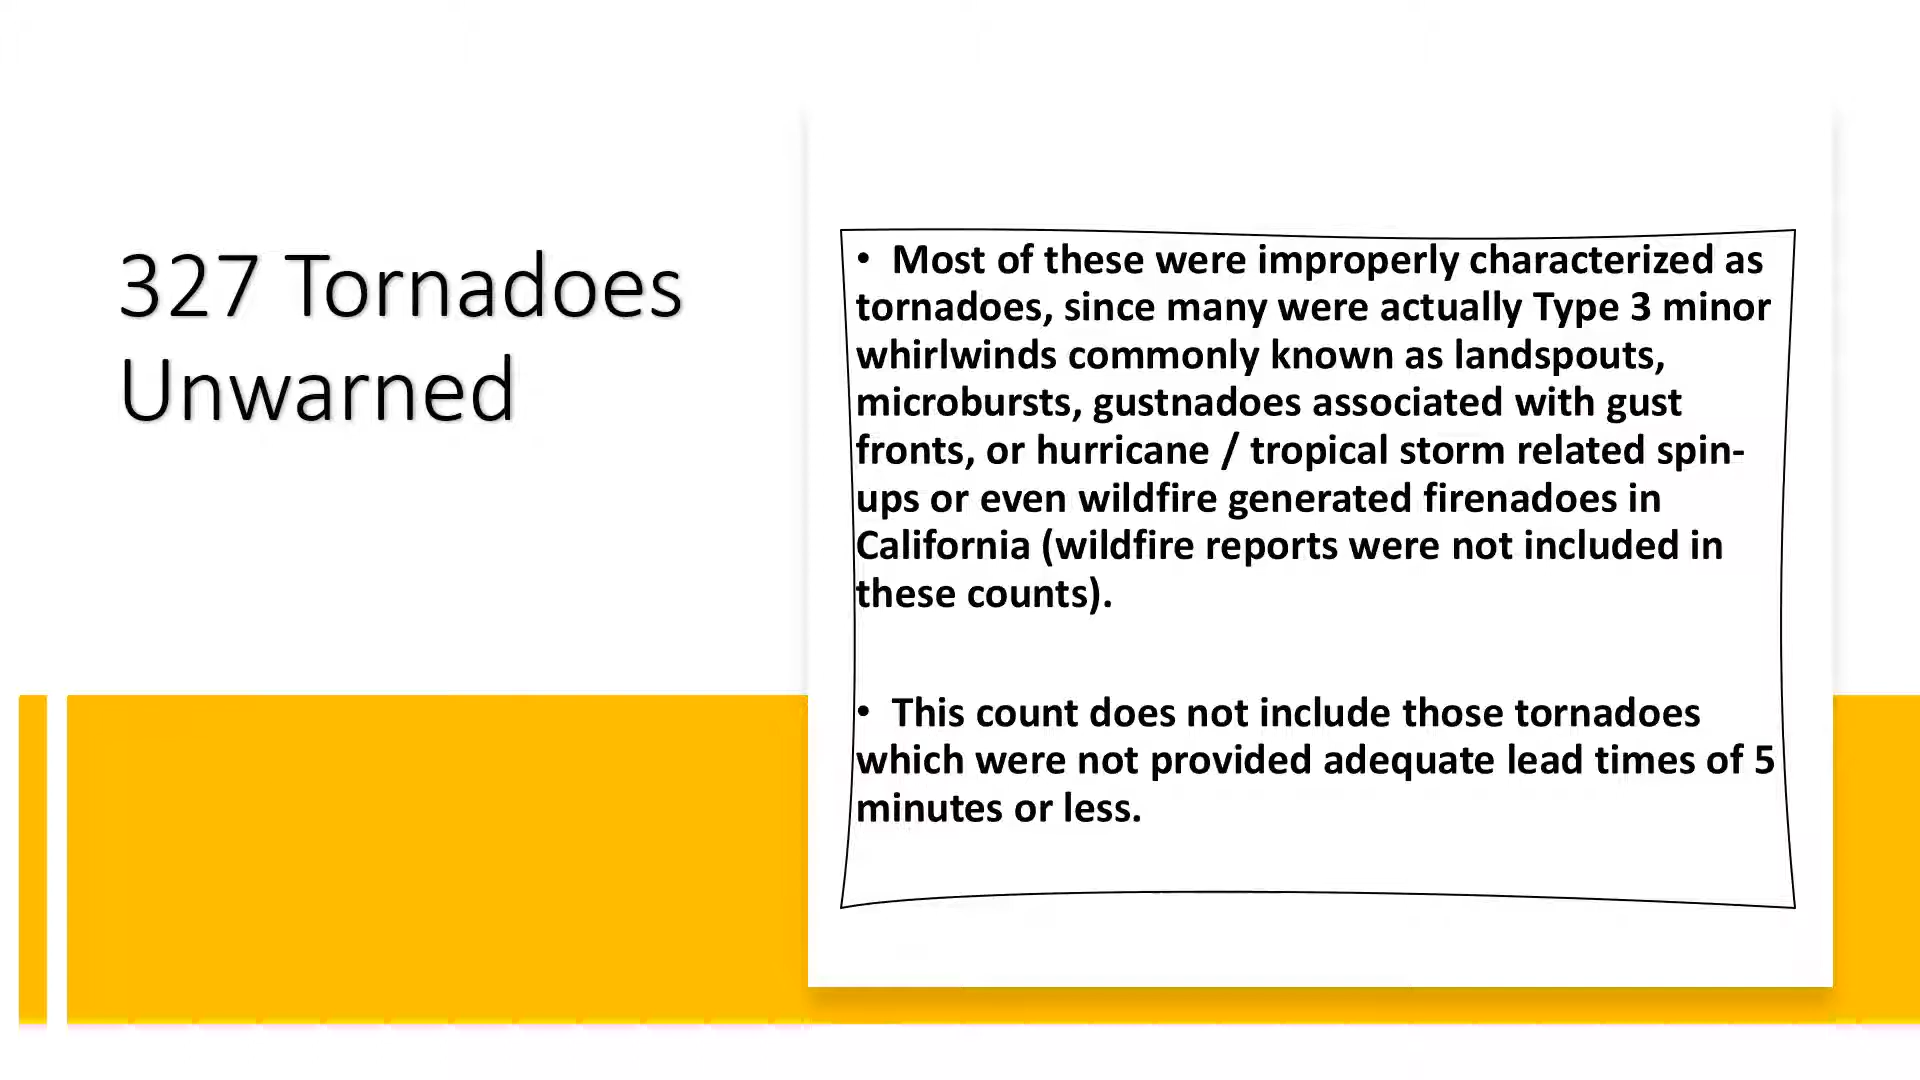 327 Tornadoes
Unwarned
• Most of these were improperly characterized as
tornadoes, since many were actually Type 3 minor
whirlwinds commonly known as landspouts,
microbursts, gustnadoes associated with gust
fronts, or hurricane / tropical storm related spin-
ups or even wildfire generated firenadoes in
California (wildfire reports were not included in
these counts).
• This count does not include those tornadoes
which were not provided adequate lead times of 5
minutes or less.